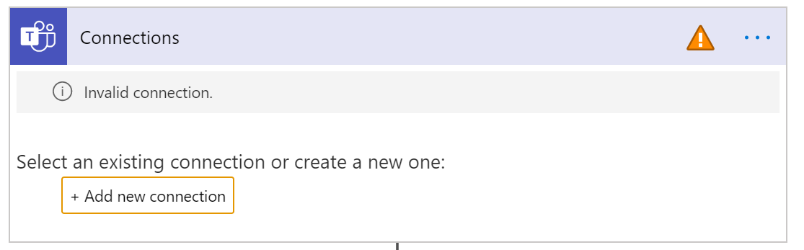 T
Connections
Invalid connection.
Select an existing connection or create a new one:
+ Add new connection